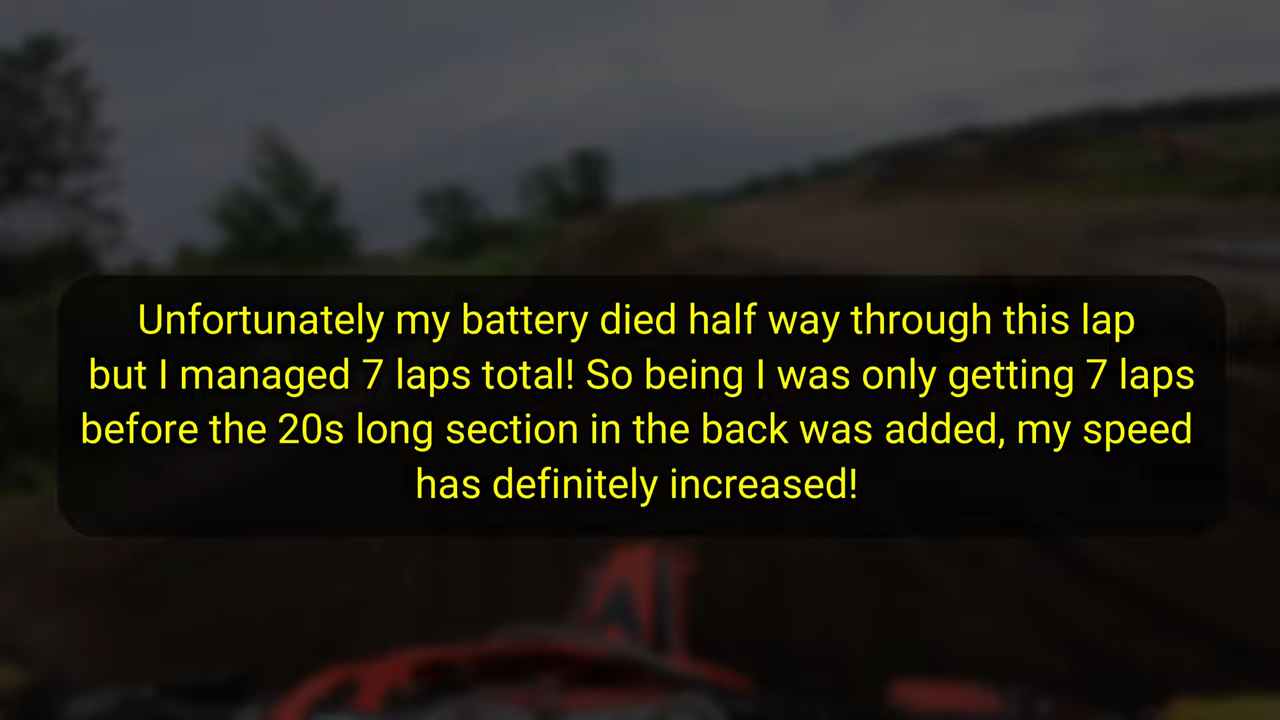 Unfortunately my battery died half way through this lap
but I managed 7 laps total! So being I was only getting 7 laps
before the 20s long section in the back was added, my speed
has definitely increased!